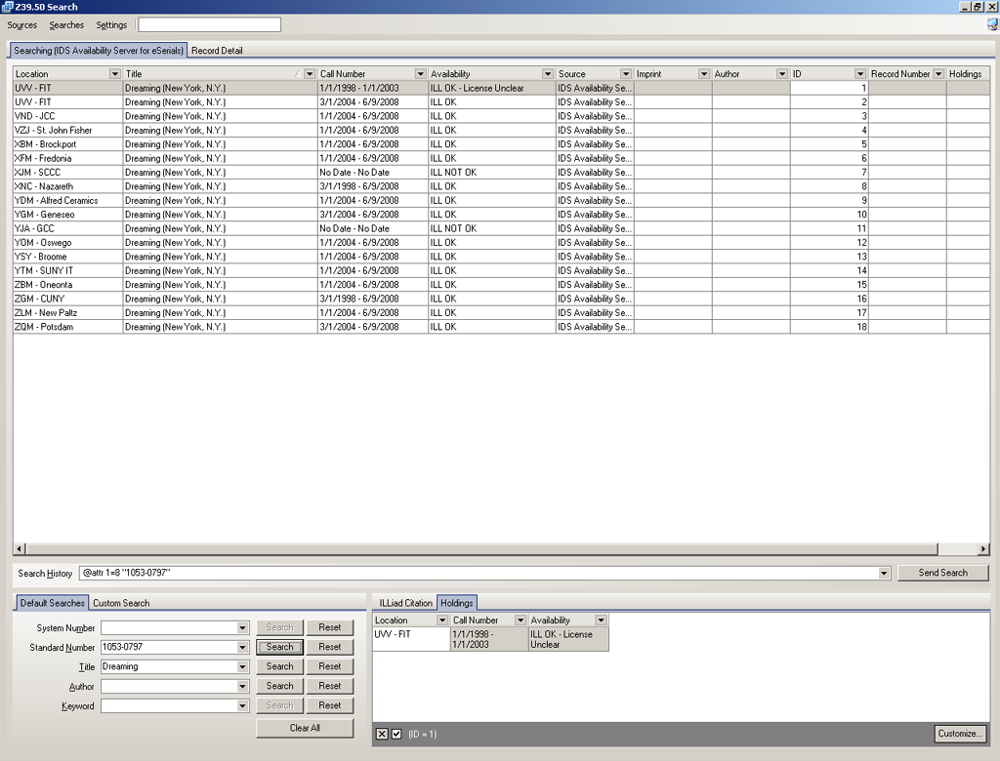 Z39.50 Search
Sources Searches Settings
Searching (IDS Availability Server for eSerials) Record Detail
Location Title Call Number Availability Source Imprint Author ID Record Number Holdings
UVV - FIT Dreaming (New York, N.Y.) 1/1/1998 - 1/1/2003 ILL OK - License Unclear IDS Availability Se... 1
UVV - FIT Dreaming (New York, N.Y.) 3/1/2004 - 6/9/2008 ILL OK IDS Availability Se... 2
VND - JCC Dreaming (New York, N.Y.) 1/1/2004 - 6/9/2008 ILL OK IDS Availability Se... 3
VZJ - St. John Fisher Dreaming (New York, N.Y.) 1/1/2004 - 6/9/2008 ILL OK IDS Availability Se... 4
XBM - Brockport Dreaming (New York, N.Y.) 1/1/2004 - 6/9/2008 ILL OK IDS Availability Se... 5
XFM - Fredonia Dreaming (New York, N.Y.) 1/1/2004 - 6/9/2008 ILL OK IDS Availability Se... 6
XJM - SCCC Dreaming (New York, N.Y.) No Date - No Date ILL NOT OK IDS Availability Se... 7
XNC - Nazareth Dreaming (New York, N.Y.) 3/1/1998 - 6/9/2008 ILL OK IDS Availability Se... 8
YDM - Alfred Ceramics Dreaming (New York, N.Y.) 1/1/2004 - 6/9/2008 ILL OK IDS Availability Se... 9
YGM - Geneseo Dreaming (New York, N.Y.) 3/1/2004 - 6/9/2008 ILL OK IDS Availability Se... 10
YJA - GCC Dreaming (New York, N.Y.) No Date - No Date ILL NOT OK IDS Availability Se... 11
YOM - Oswego Dreaming (New York, N.Y.) 1/1/2004 - 6/9/2008 ILL OK IDS Availability Se... 12
YSY - Broome Dreaming (New York, N.Y.) 1/1/2004 - 6/9/2008 ILL OK IDS Availability Se... 13
YTM - SUNY IT Dreaming (New York, N.Y.) 1/1/2004 - 6/9/2008 ILL OK IDS Availability Se... 14
ZBM - Oneonta Dreaming (New York, N.Y.) 1/1/2004 - 6/9/2008 ILL OK IDS Availability Se... 15
ZGM - CUNY Dreaming (New York, N.Y.) 3/1/1998 - 6/9/2008 ILL OK IDS Availability Se... 16
ZLM - New Paltz Dreaming (New York, N.Y.) 1/1/2004 - 6/9/2008 ILL OK IDS Availability Se... 17
ZQM - Potsdam Dreaming (New York, N.Y.) 3/1/2004 - 6/9/2008 ILL OK IDS Availability Se... 18
Search History @attr 1=8 "1053-0797" Send Search
Default Searches Custom Search
System Number Search Reset
Standard Number 1053-0797 Search Reset
Title Dreaming Search Reset
Author Search Reset
Keyword Search Reset
Clear All
ILLiad Citation Holdings
Location Call Number Availability
UVV - FIT 1/1/1998 - ILL OK - License
1/1/2003 Unclear
(ID = 1) Customize...